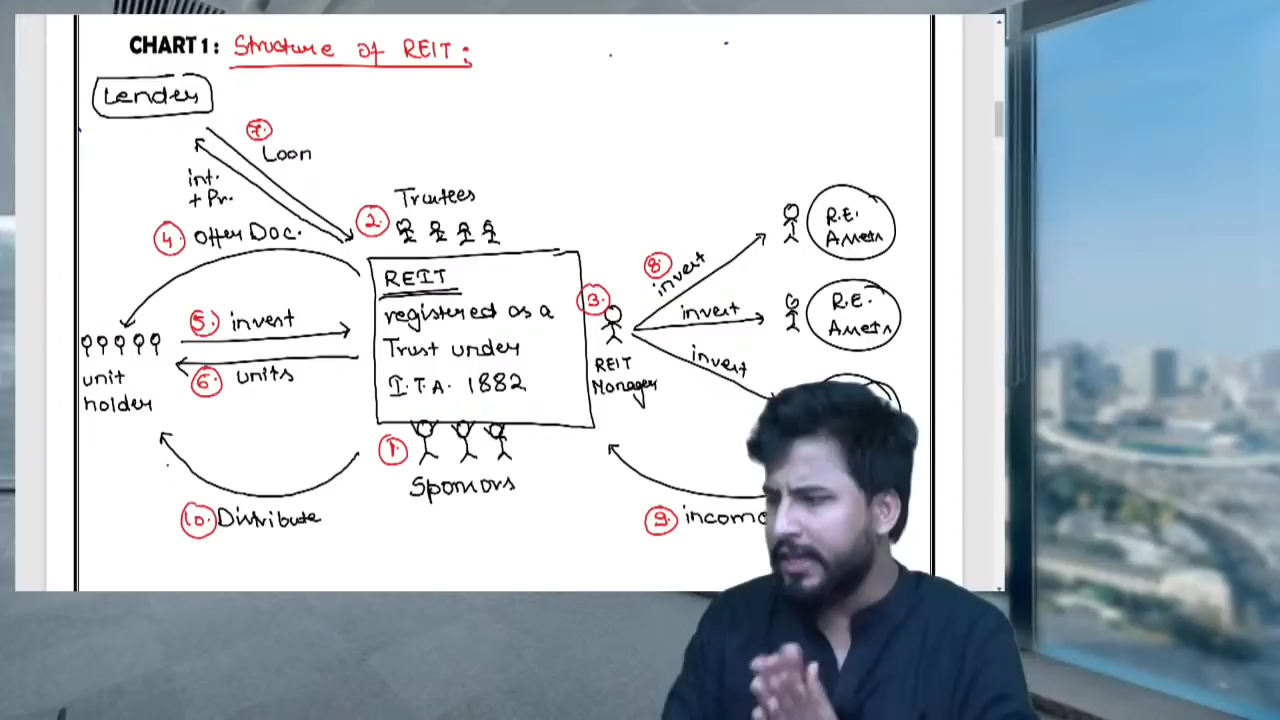 CHART 1: Structure of REIT:
Lender
7.
Loan
int.
+ Pr.
Trustees
2.
4.
Offer Doc.
REIT
registered as a
Trust under
I.T.A. 1882
3.
REIT
Manager
8.
invest
invest
invest
R.E.
Assets
R.E.
Assets
5.
invest
6.
units
unit
holder
1.
Sponsors
10.
Distribute
9.
income